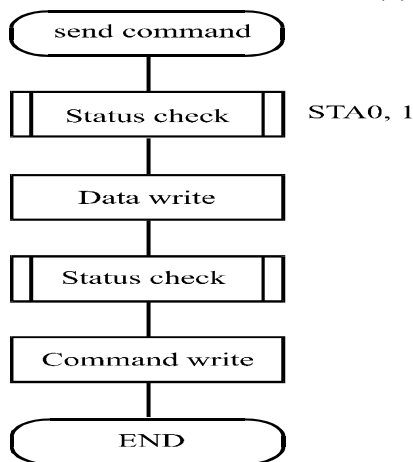 send command
Status check STA0, 1
Data write
Status check
Command write
END